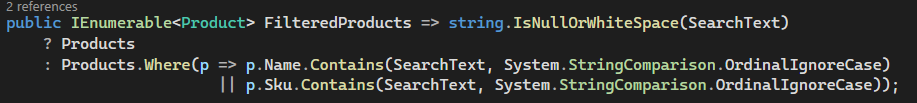 2 references
public IEnumerable<Product> FilteredProducts => string.IsNullOrWhiteSpace(SearchText)
? Products
: Products.Where(p => p.Name.Contains(SearchText, System.StringComparison.OrdinalIgnoreCase)
|| p.Sku.Contains(SearchText, System.StringComparison.OrdinalIgnoreCase));